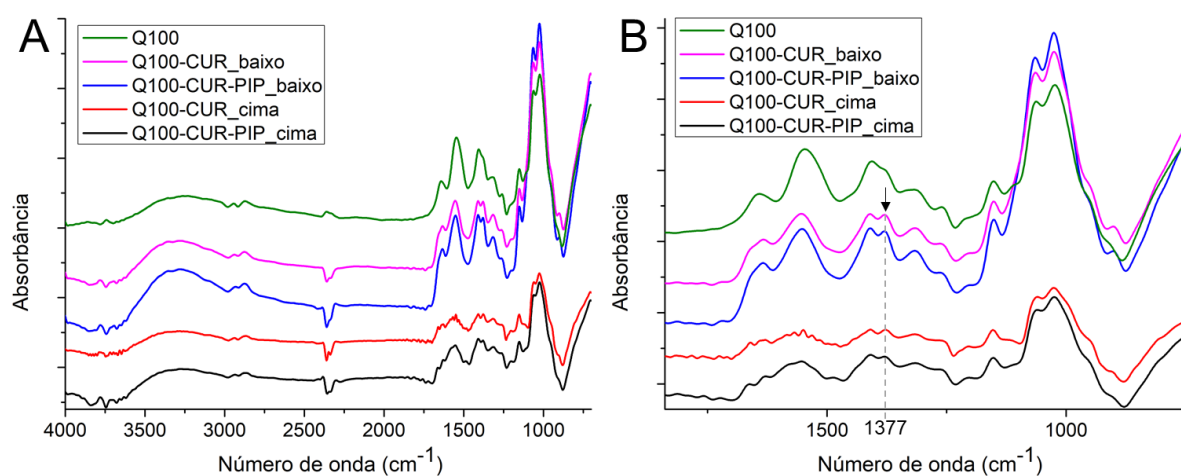 A
Q100
Q100-CUR_baixo
Q100-CUR-PIP_baixo
Q100-CUR_cima
Q100-CUR-PIP_cima
Absorbância
4000 3500 3000 2500 2000 1500 1000
Número de onda (cm⁻¹)
B
Q100
Q100-CUR_baixo
Q100-CUR-PIP_baixo
Q100-CUR_cima
Q100-CUR-PIP_cima
Absorbância
1500 1377 1000
Número de onda (cm⁻¹)